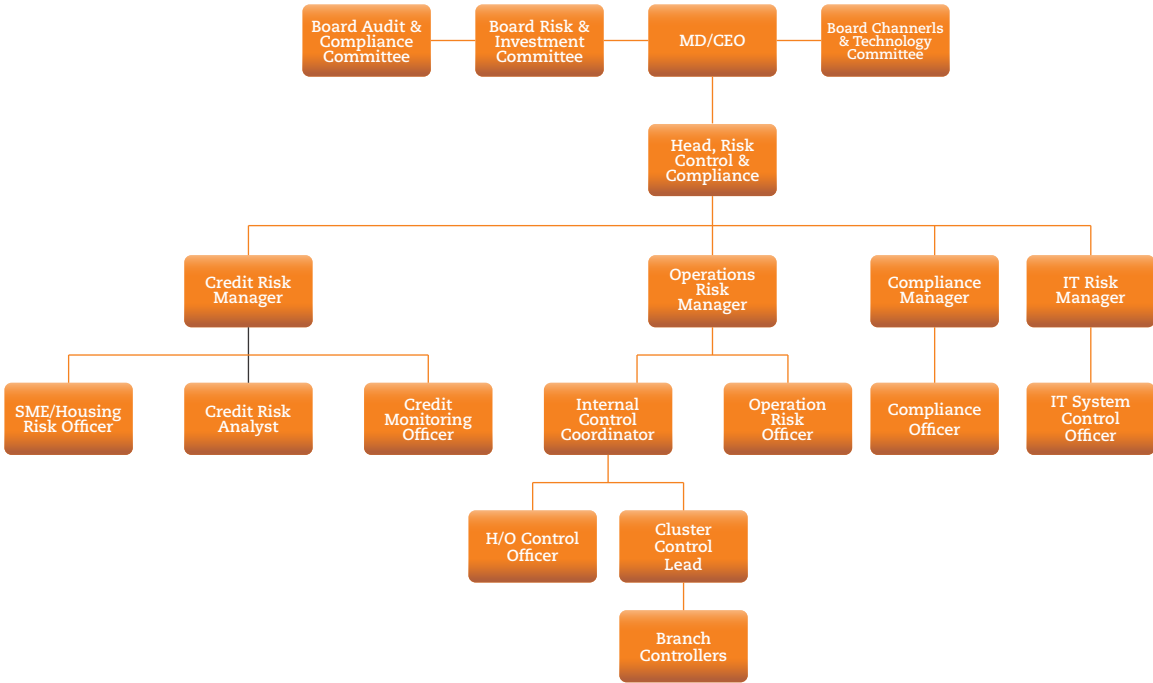 Board Audit &
Compliance
Committee
Board Risk &
Investment
Committee
MD/CEO
Board Channerls
& Technology
Committee
Head, Risk
Control &
Compliance
Credit Risk
Manager
Operations
Risk
Manager
Compliance
Manager
IT Risk
Manager
SME/Housing
Risk Officer
Credit Risk
Analyst
Credit
Monitoring
Officer
Internal
Control
Coordinator
Operation
Risk
Officer
Compliance
Officer
IT System
Control
Officer
H/O Control
Officer
Cluster
Control
Lead
Branch
Controllers